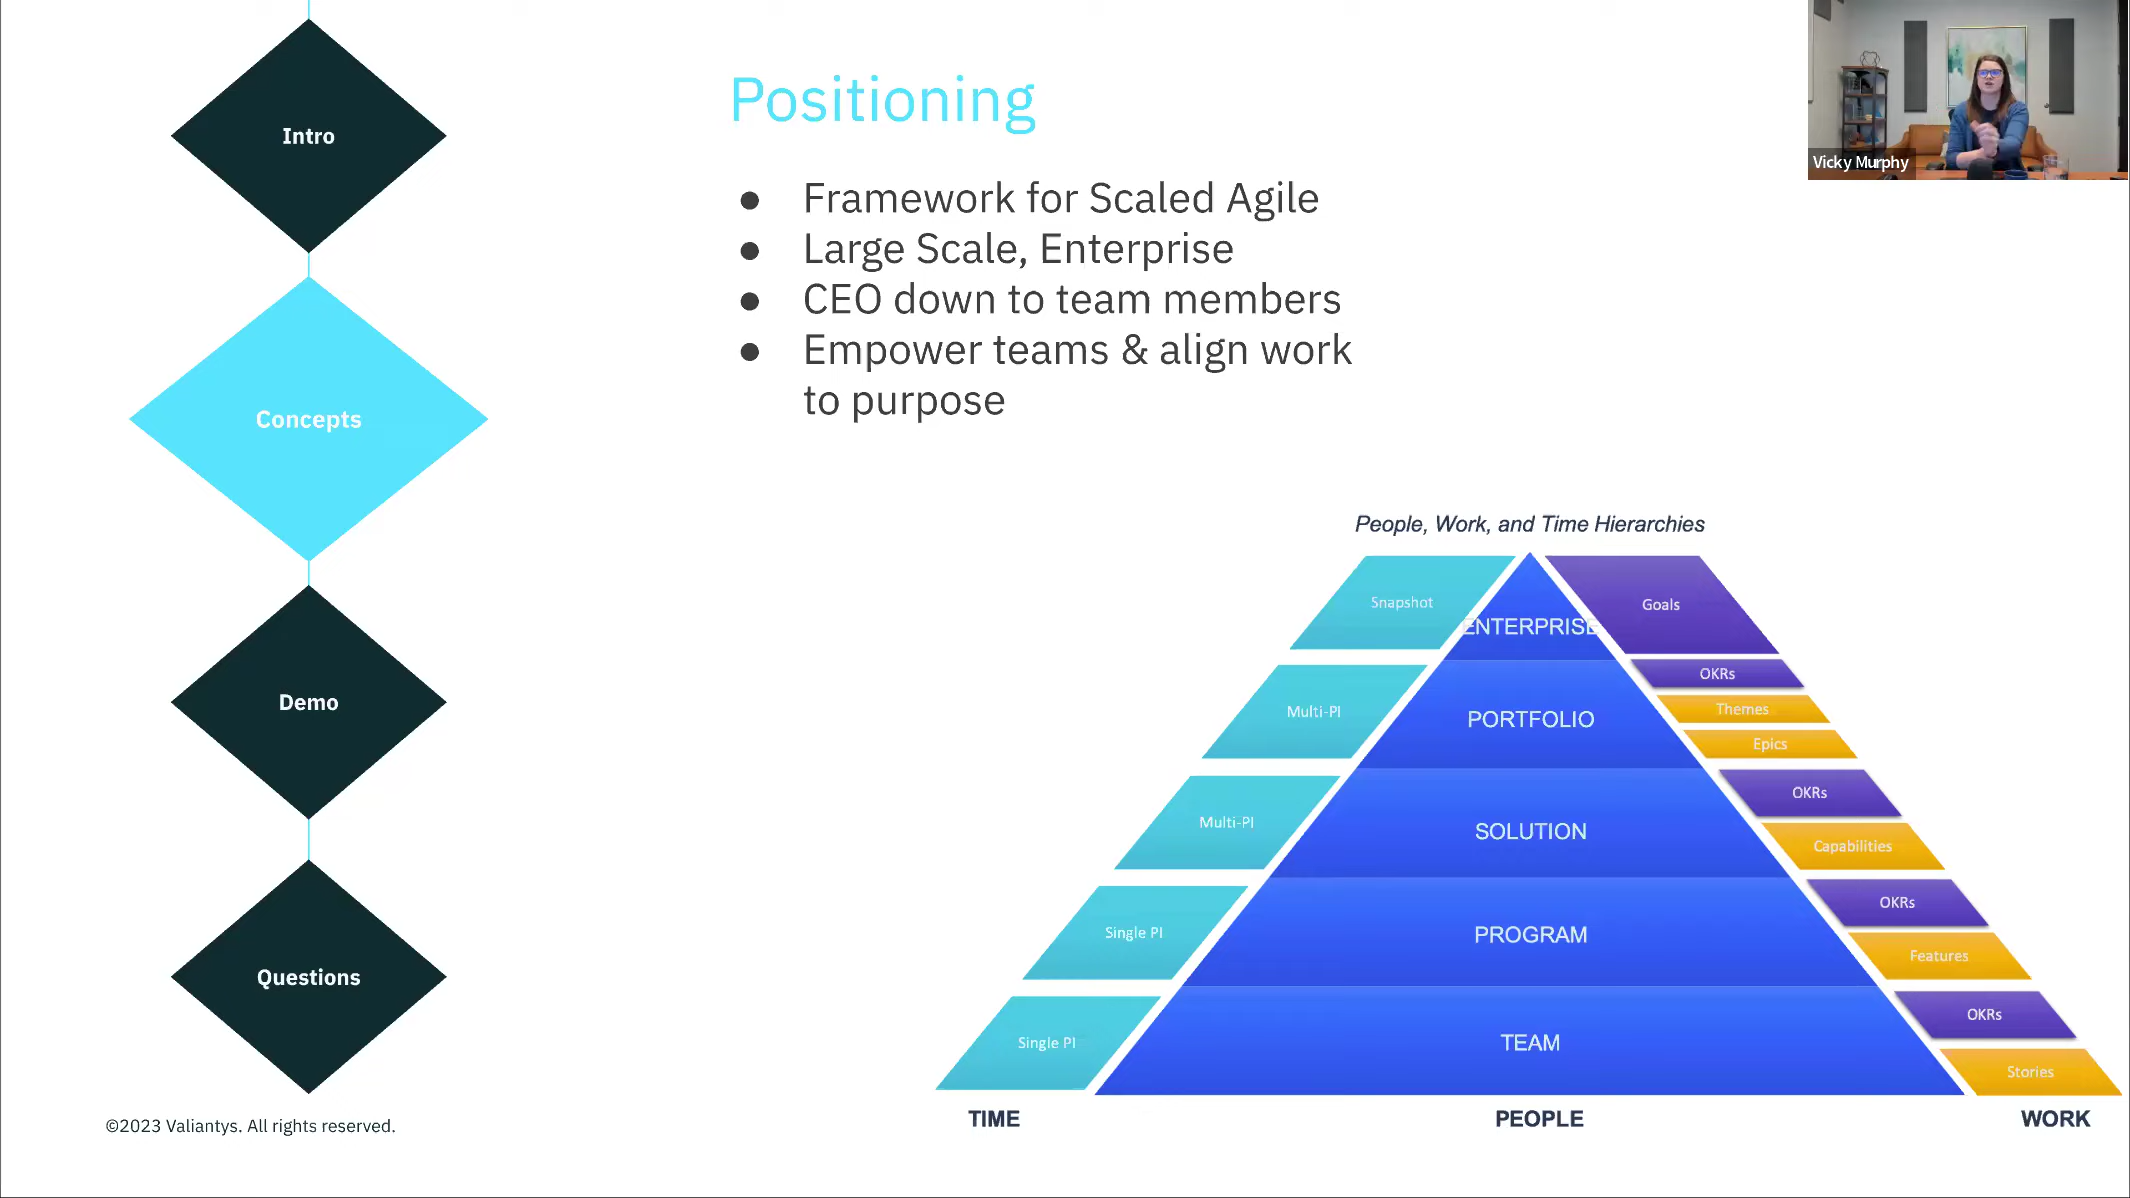 Intro
Concepts
Demo
Questions
©2023 Valiantys. All rights reserved.
Positioning
● Framework for Scaled Agile
● Large Scale, Enterprise
● CEO down to team members
● Empower teams & align work
to purpose
Vicky Murphy
People, Work, and Time Hierarchies
Snapshot
ENTERPRISE
Goals
OKRs
Multi-PI
PORTFOLIO
Themes
Epics
Multi-PI
SOLUTION
OKRs
Capabilities
Single PI
PROGRAM
OKRs
Features
Single PI
TEAM
OKRs
Stories
TIME
PEOPLE
WORK